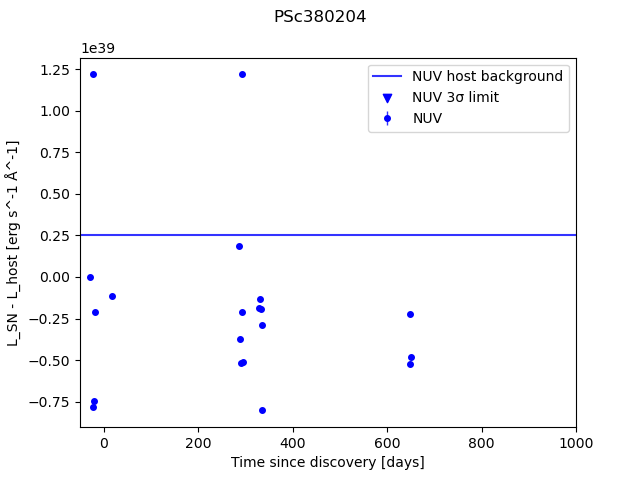 PSc380204
1e39
NUV host background
NUV 3σ limit
NUV
1.25
1.00
0.75
0.50
0.25
0.00
−0.25
−0.50
−0.75
L_SN - L_host [erg s^-1 Å^-1]
0 200 400 600 800 1000
Time since discovery [days]